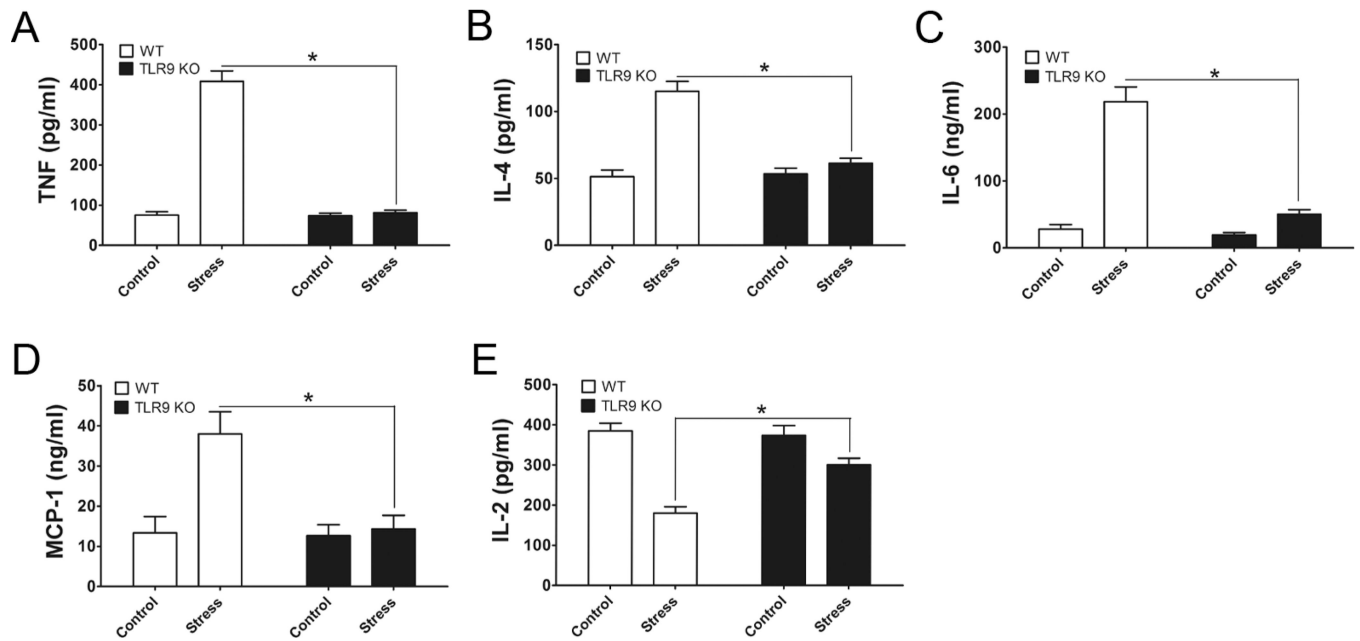 A
TNF (pg/ml)
500
400
300
200
100
0
WT
TLR9 KO
*
Control
Stress
Control
Stress
B
IL-4 (pg/ml)
150
100
50
0
WT
TLR9 KO
*
Control
Stress
Control
Stress
C
IL-6 (ng/ml)
300
200
100
0
WT
TLR9 KO
*
Control
Stress
Control
Stress
D
MCP-1 (ng/ml)
50
40
30
20
10
0
WT
TLR9 KO
*
Control
Stress
Control
Stress
E
IL-2 (pg/ml)
500
400
300
200
100
0
WT
TLR9 KO
*
Control
Stress
Control
Stress